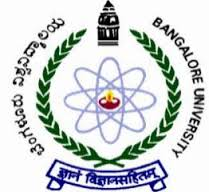 ಬೆಂಗಳೂರು ವಿಶ್ವವಿದ್ಯಾಲಯ
BANGALORE UNIVERSITY
ज्ञानं विज्ञानसहितम्